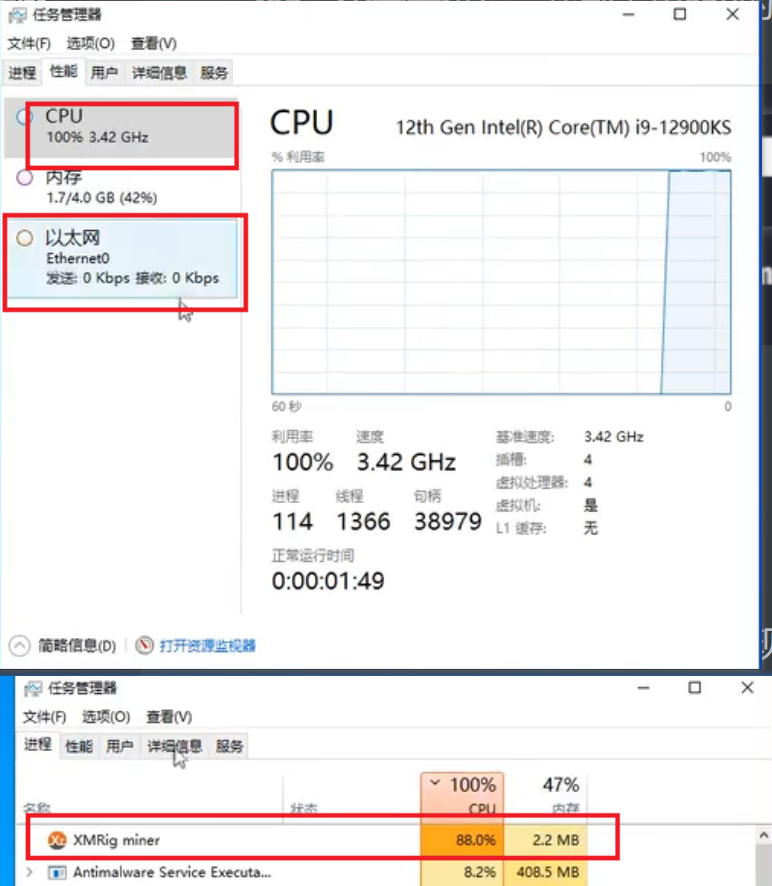 任务管理器
文件(F) 选项(O) 查看(V)
进程 性能 用户 详细信息 服务
CPU
100% 3.42 GHz
内存
1.7/4.0 GB (42%)
以太网
Ethernet0
发送: 0 Kbps 接收: 0 Kbps
CPU 12th Gen Intel(R) Core(TM) i9-12900KS
% 利用率 100%
60 秒 0
利用率 速度
100% 3.42 GHz
进程 线程 句柄
114 1366 38979
正常运行时间
0:00:01:49
基准速度: 3.42 GHz
插槽: 4
虚拟处理器: 4
虚拟机: 是
L1 缓存: 无
简略信息(D) 打开资源监视器
任务管理器
文件(F) 选项(O) 查看(V)
进程 性能 用户 详细信息 服务
100% 47%
名称 状态 CPU 内存
XMRig miner 88.0% 2.2 MB
Antimalware Service Executa... 8.2% 408.5 MB